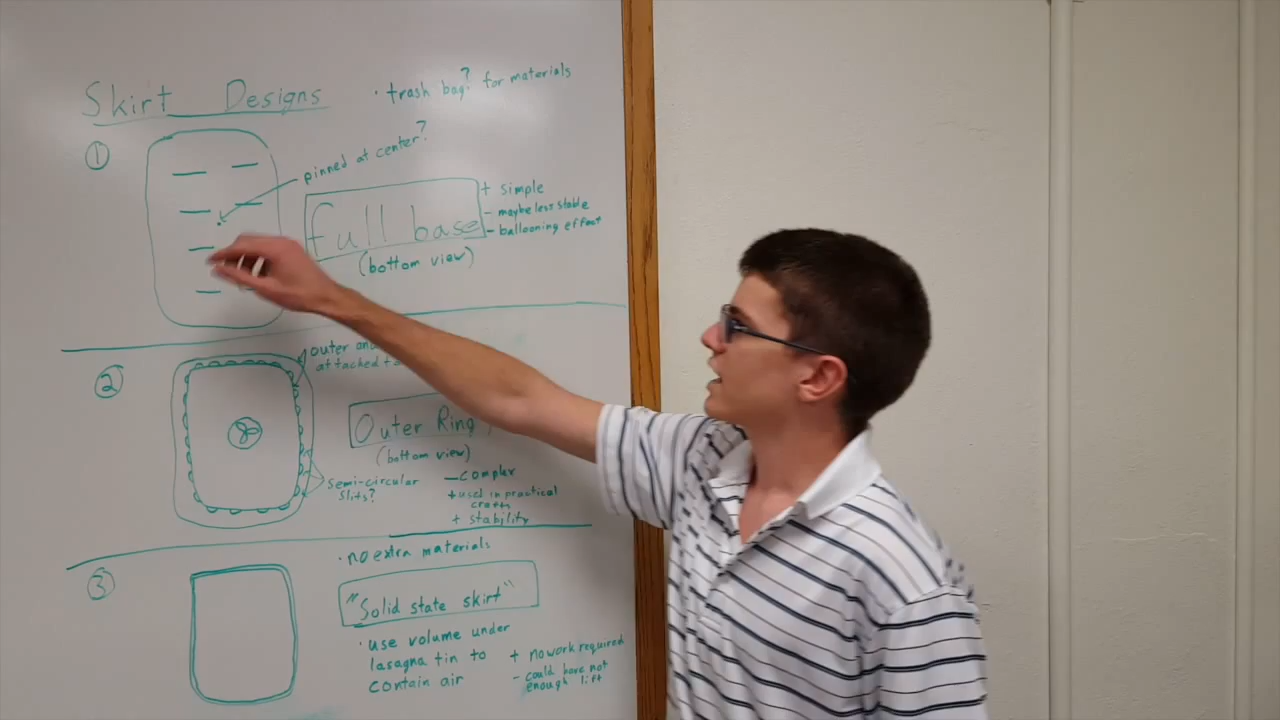 Skirt Designs
· trash bag? for materials
①
pinned at center?
full base
(bottom view)
+ simple
- maybe less stable
- ballooning effect
②
outer
attached
Outer Ring
(bottom view)
semi-circular
slits?
- complex
+ used in practical
crafts
+ stability
③
· no extra materials
"Solid state skirt"
· use volume under
lasagna tin to
contain air
+ no work required
- could have not
enough lift